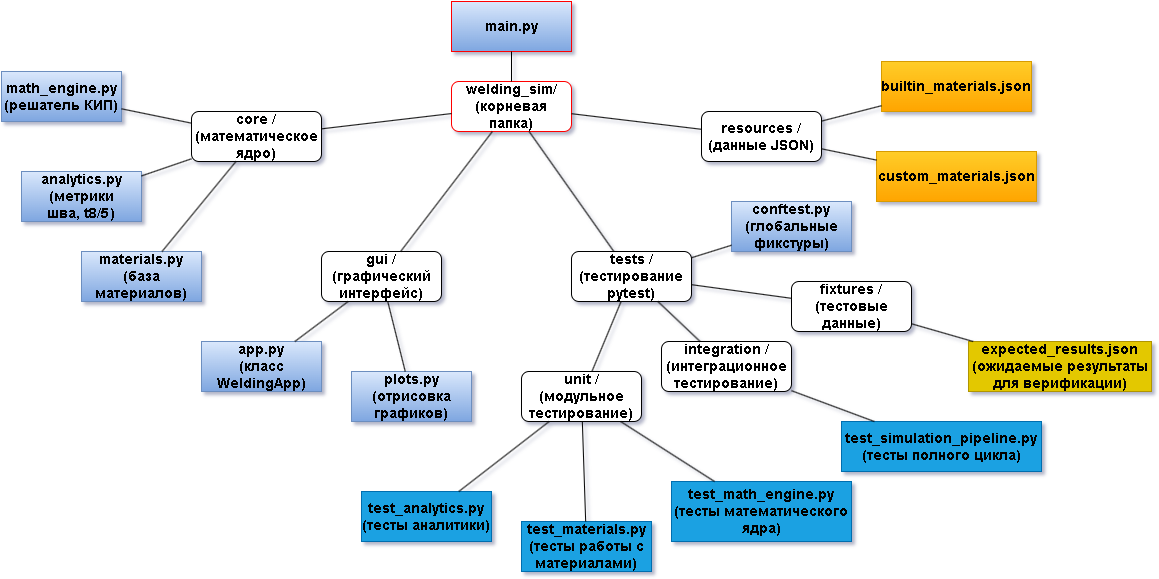 main.py
welding_sim/
(корневая
папка)
math_engine.py
(решатель КИП)
core /
(математическое
ядро)
analytics.py
(метрики
шва, t8/5)
materials.py
(база
материалов)
resources /
(данные JSON)
builtin_materials.json
custom_materials.json
gui /
(графический
интерфейс)
app.py
(класс
WeldingApp)
plots.py
(отрисовка
графиков)
tests /
(тестирование
pytest)
conftest.py
(глобальные
фикстуры)
fixtures /
(тестовые
данные)
expected_results.json
(ожидаемые результаты
для верификации)
integration /
(интеграционное
тестирование)
test_simulation_pipeline.py
(тесты полного цикла)
unit /
(модульное
тестирование)
test_analytics.py
(тесты аналитики)
test_materials.py
(тесты работы с
материалами)
test_math_engine.py
(тесты математического
ядра)